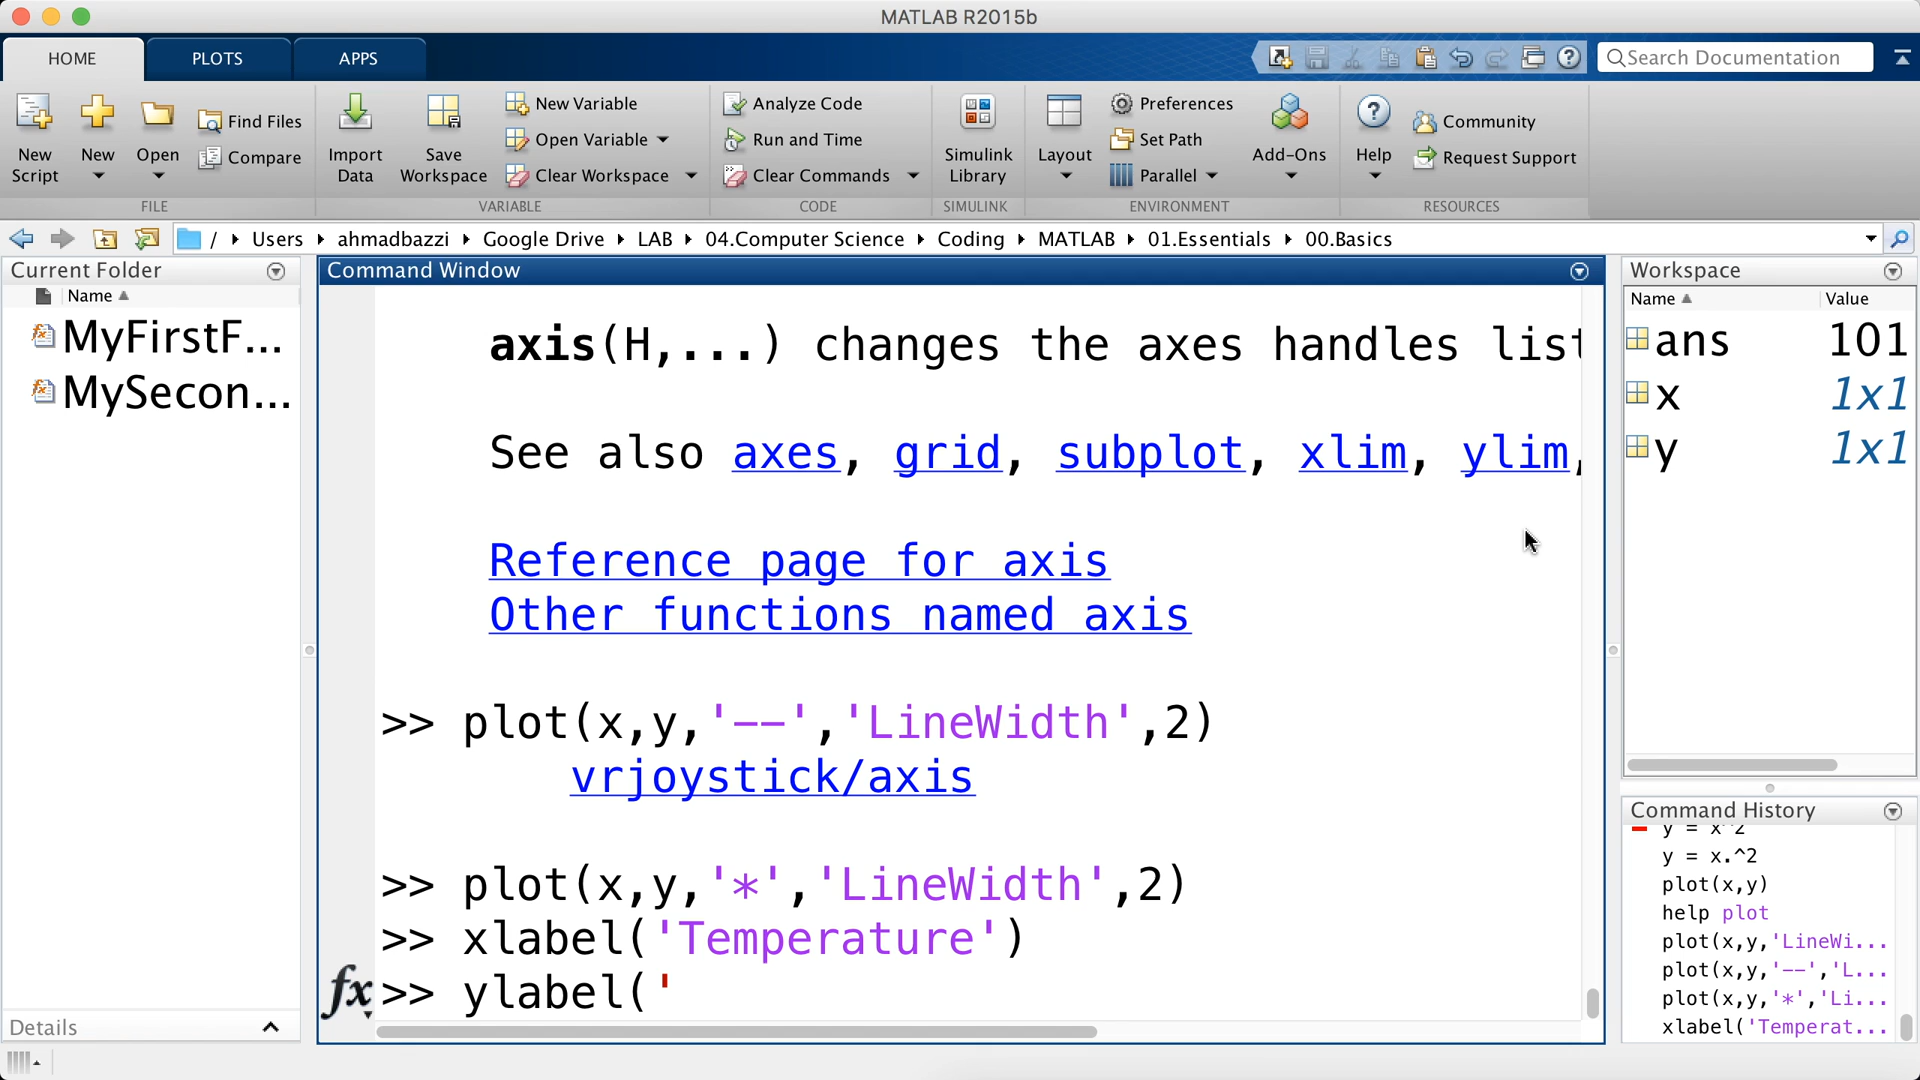 MATLAB R2015b
HOME PLOTS APPS
Search Documentation
New Script
New
Open
Find Files
Compare
Import Data
Save Workspace
New Variable
Open Variable
Clear Workspace
Analyze Code
Run and Time
Clear Commands
Simulink Library
Layout
Preferences
Set Path
Parallel
Add-Ons
Help
Community
Request Support
FILE VARIABLE CODE SIMULINK ENVIRONMENT RESOURCES
/ Users ahmadbazzi Google Drive LAB 04.Computer Science Coding MATLAB 01.Essentials 00.Basics
Current Folder
Name
MyFirstF...
MySecon...
Details
Command Window
axis(H,...) changes the axes handles list
See also axes, grid, subplot, xlim, ylim,
Reference page for axis
Other functions named axis
>> plot(x,y,'--','LineWidth',2)
vrjoystick/axis
>> plot(x,y,'*','LineWidth',2)
>> xlabel('Temperature')
fx >> ylabel('
Workspace
Name Value
ans 101
x 1x1
y 1x1
Command History
y = x^2
y = x.^2
plot(x,y)
help plot
plot(x,y,'LineWi...
plot(x,y,'--','L...
plot(x,y,'*','Li...
xlabel('Temperat...